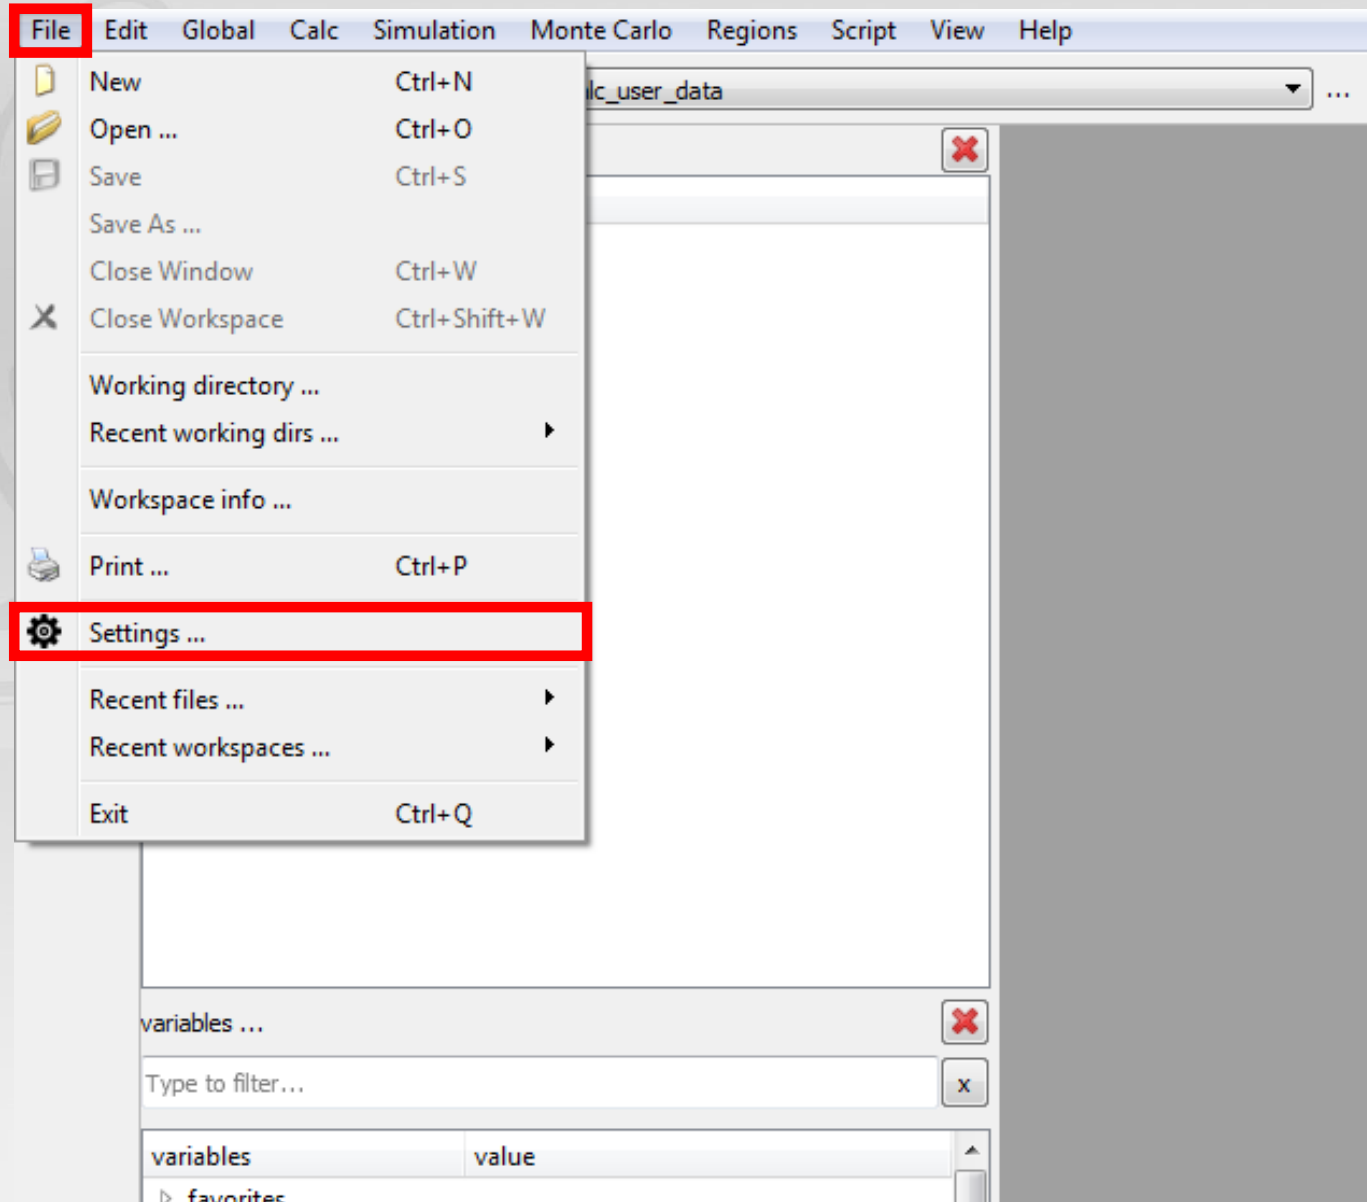 File Edit Global Calc Simulation Monte Carlo Regions Script View Help
New Ctrl+N
lc_user_data ...
Open ... Ctrl+O
Save Ctrl+S
Save As ...
Close Window Ctrl+W
Close Workspace Ctrl+Shift+W
Working directory ...
Recent working dirs ...
Workspace info ...
Print ... Ctrl+P
Settings ...
Recent files ...
Recent workspaces ...
Exit Ctrl+Q
variables ...
Type to filter... x
variables value
favorites